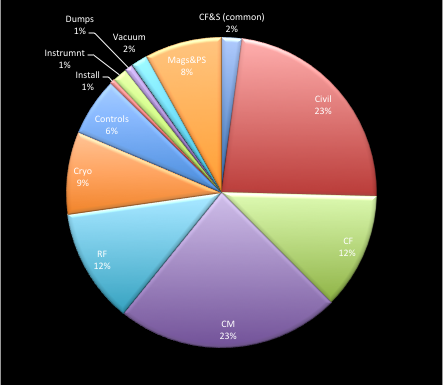 CF&S (common)
2%
Civil
23%
CF
12%
CM
23%
RF
12%
Cryo
9%
Controls
6%
Install
1%
Instrumnt
1%
Dumps
1%
Vacuum
2%
Mags&PS
8%